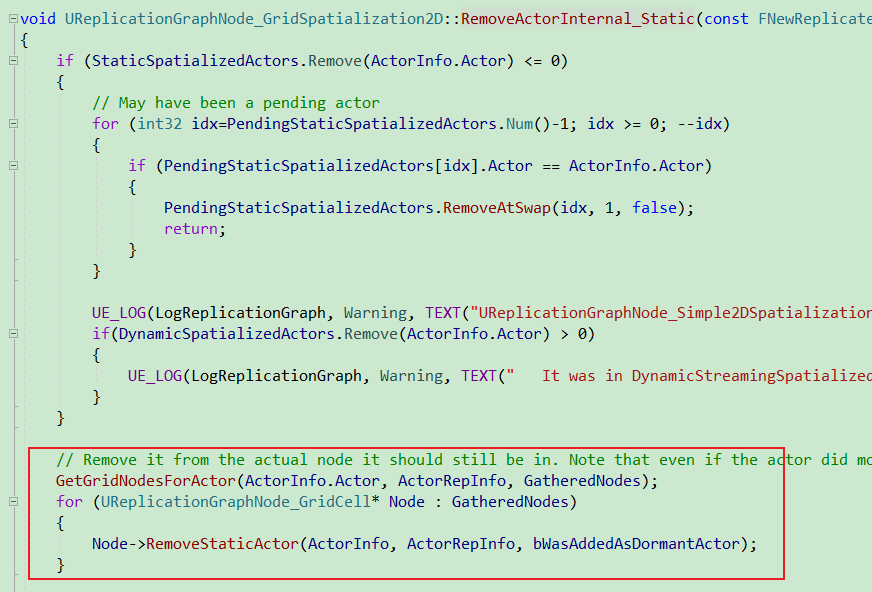 void UReplicationGraphNode_GridSpatialization2D::RemoveActorInternal_Static(const FNewReplicate
{
if (StaticSpatializedActors.Remove(ActorInfo.Actor) <= 0)
{
// May have been a pending actor
for (int32 idx=PendingStaticSpatializedActors.Num()-1; idx >= 0; --idx)
{
if (PendingStaticSpatializedActors[idx].Actor == ActorInfo.Actor)
{
PendingStaticSpatializedActors.RemoveAtSwap(idx, 1, false);
return;
}
}
UE_LOG(LogReplicationGraph, Warning, TEXT("UReplicationGraphNode_Simple2DSpatialization
if(DynamicSpatializedActors.Remove(ActorInfo.Actor) > 0)
{
UE_LOG(LogReplicationGraph, Warning, TEXT("   It was in DynamicStreamingSpatialized
}
}
// Remove it from the actual node it should still be in. Note that even if the actor did mo
GetGridNodesForActor(ActorInfo.Actor, ActorRepInfo, GatheredNodes);
for (UReplicationGraphNode_GridCell* Node : GatheredNodes)
{
Node->RemoveStaticActor(ActorInfo, ActorRepInfo, bWasAddedAsDormantActor);
}